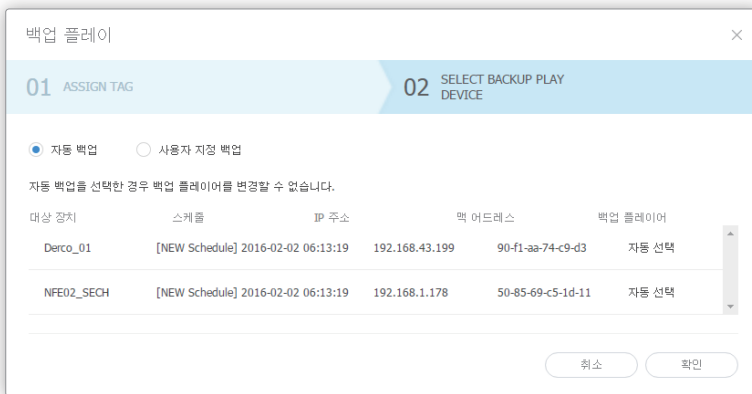 백업 플레이
01 ASSIGN TAG
02 SELECT BACKUP PLAY
DEVICE
자동 백업 사용자 지정 백업
자동 백업을 선택한 경우 백업 플레이어를 변경할 수 없습니다.
대상 장치 스케줄 IP 주소 맥 어드레스 백업 플레이어
Derco_01 [NEW Schedule] 2016-02-02 06:13:19 192.168.43.199 90-f1-aa-74-c9-d3 자동 선택
NFE02_SECH [NEW Schedule] 2016-02-02 06:13:19 192.168.1.178 50-85-69-c5-1d-11 자동 선택
취소 확인